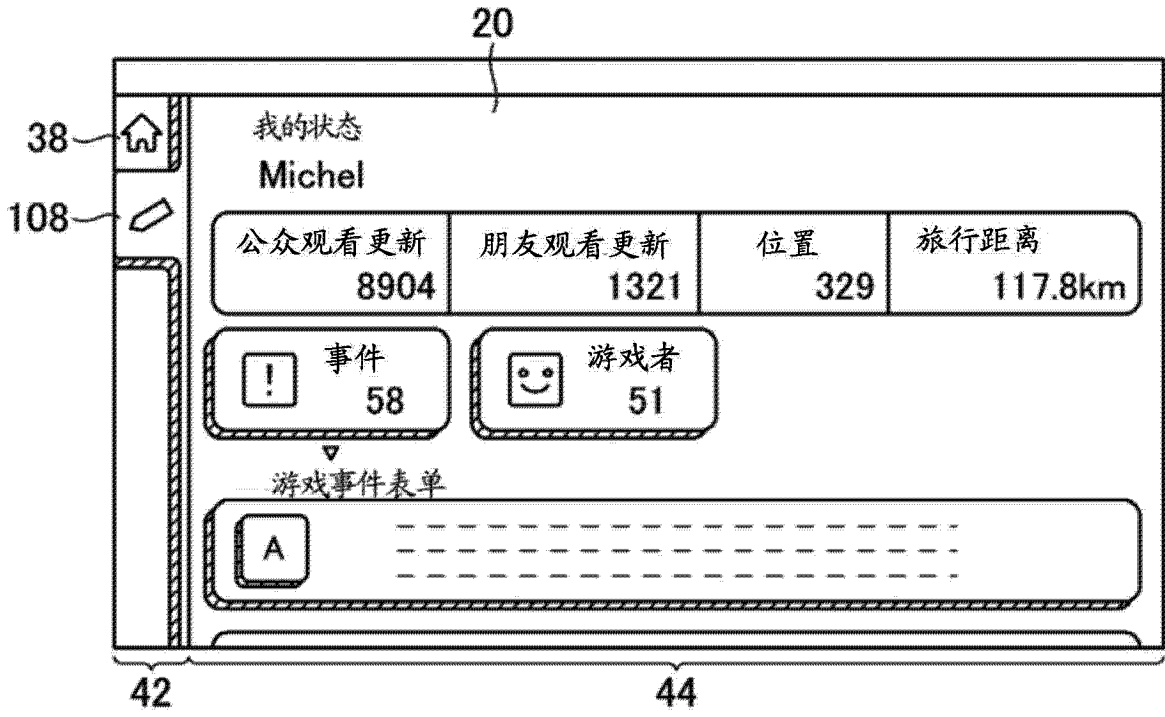 20
我的状态
38
Michel
108
公众观看更新 朋友观看更新 位置 旅行距离
8904 1321 329 117.8km
! 事件 游戏者
58 51
游戏事件表单
A
42 44